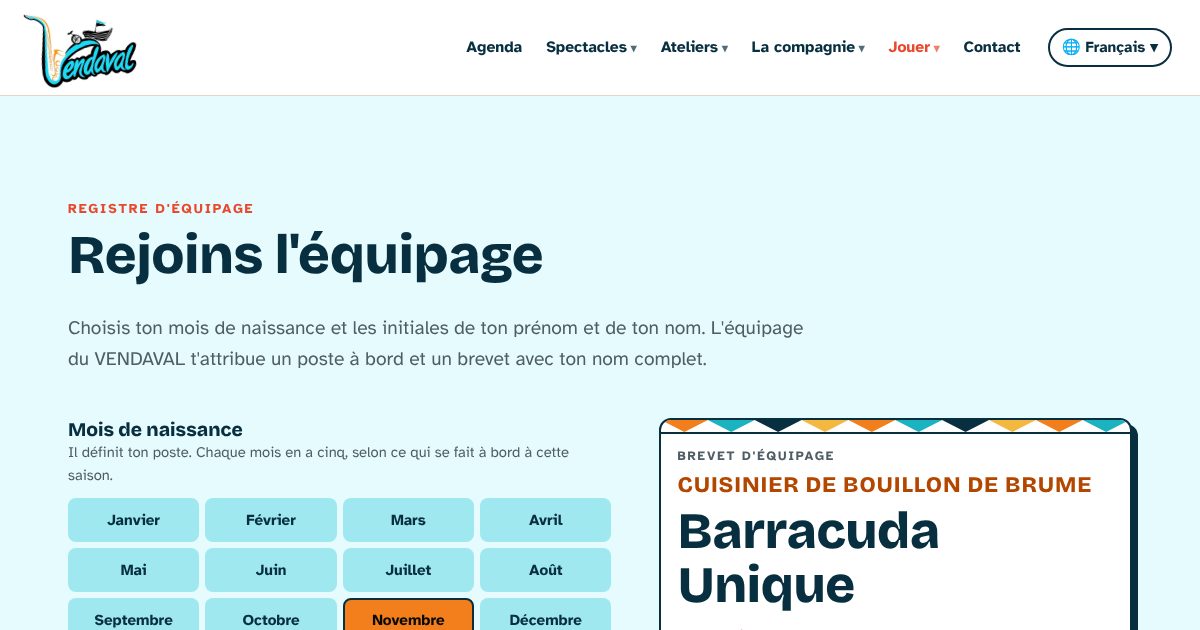 Vendaval
Agenda Spectacles ▾ Ateliers ▾ La compagnie ▾ Jouer ▾ Contact 🌐 Français ▾
REGISTRE D'ÉQUIPAGE
Rejoins l'équipage
Choisis ton mois de naissance et les initiales de ton prénom et de ton nom. L'équipage
du VENDAVAL t'attribue un poste à bord et un brevet avec ton nom complet.
Mois de naissance
Il définit ton poste. Chaque mois en a cinq, selon ce qui se fait à bord à cette
saison.
Janvier Février Mars Avril
Mai Juin Juillet Août
Septembre Octobre Novembre Décembre
BREVET D'ÉQUIPAGE
CUISINIER DE BOUILLON DE BRUME
Barracuda
Unique